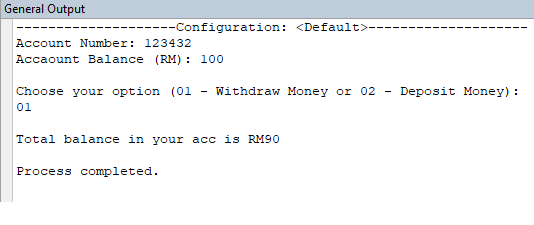 General Output
--------------------Configuration: <Default>--------------------
Account Number: 123432
Accaount Balance (RM): 100
Choose your option (01 - Withdraw Money or 02 - Deposit Money):
01
Total balance in your acc is RM90
Process completed.